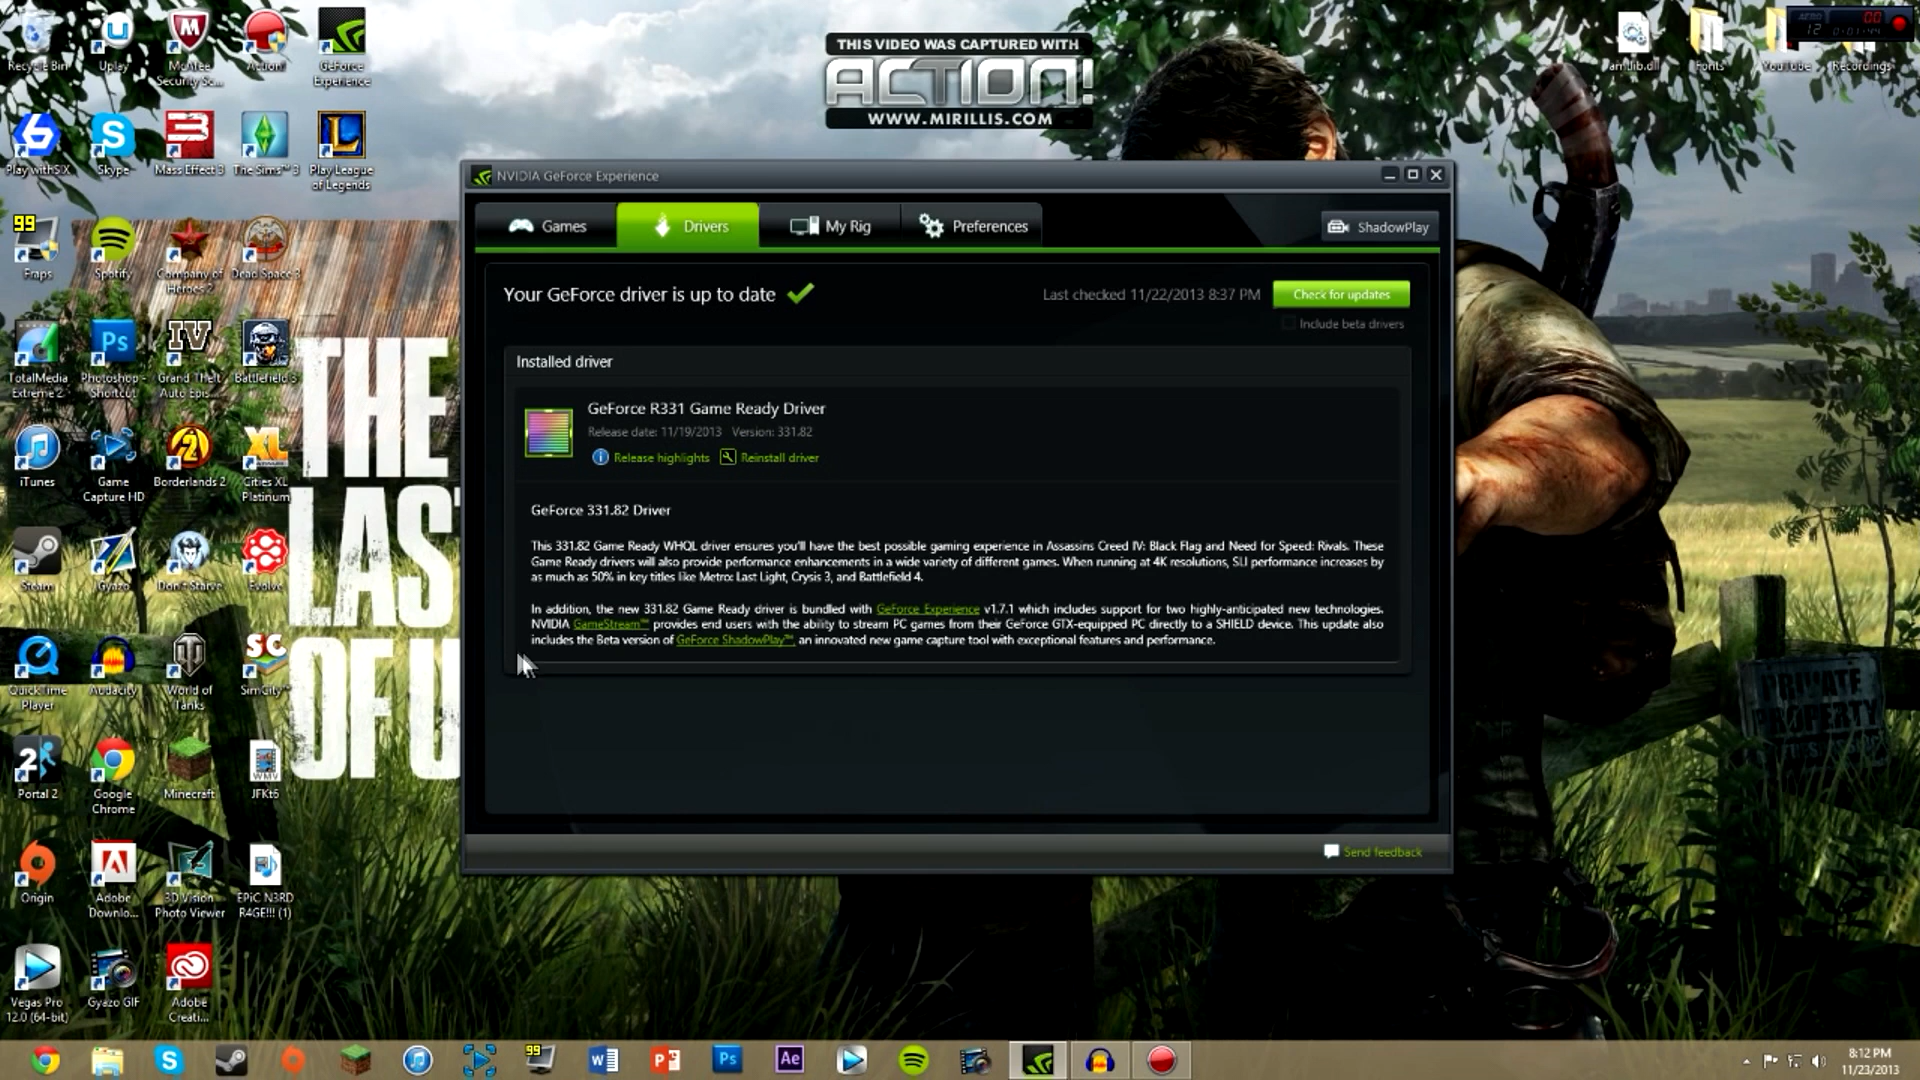 THIS VIDEO WAS CAPTURED WITH
ACTION!
WWW.MIRILLIS.COM
Recycle Bin
Uplay
McAfee Security Sc...
Action!
GeForce Experience
amtlib.dll
Fonts
YouTube
Recordings
Play withSIX
Skype
Mass Effect 3
The Sims™ 3
Play League of Legends
99
Fraps
Spotify
Company of Heroes 2
Dead Space 3
TotalMedia Extreme 2
Photoshop - Shortcut
Grand Theft Auto Epis...
Battlefield 3
iTunes
Game Capture HD
Borderlands 2
Cities XL Platinum
Steam
Gyazo
Don't Starve
Evolve
QuickTime Player
Audacity
World of Tanks
SimCity™
Portal 2
Google Chrome
Minecraft
JFKt6
Origin
Adobe Downlo...
3D Vision Photo Viewer
EPiC N3RD R4GE!!! (1)
Vegas Pro 12.0 (64-bit)
Gyazo GIF
Adobe Creati...
THE
LAS
OF U
NVIDIA GeForce Experience
Games
Drivers
My Rig
Preferences
ShadowPlay
Your GeForce driver is up to date
Last checked 11/22/2013 8:37 PM
Check for updates
Include beta drivers
Installed driver
GeForce R331 Game Ready Driver
Release date: 11/19/2013 Version: 331.82
Release highlights
Reinstall driver
GeForce 331.82 Driver
This 331.82 Game Ready WHQL driver ensures you'll have the best possible gaming experience in Assassins Creed IV: Black Flag and Need for Speed: Rivals. These
Game Ready drivers will also provide performance enhancements in a wide variety of different games. When running at 4K resolutions, SLI performance increases by
as much as 50% in key titles like Metro: Last Light, Crysis 3, and Battlefield 4.
In addition, the new 331.82 Game Ready driver is bundled with GeForce Experience v1.7.1 which includes support for two highly-anticipated new technologies.
NVIDIA GameStream™ provides end users with the ability to stream PC games from their GeForce GTX-equipped PC directly to a SHIELD device. This update also
includes the Beta version of GeForce ShadowPlay™, an innovated new game capture tool with exceptional features and performance.
Send feedback
PRIVATE
PROPERTY
99
8:12 PM
11/23/2013